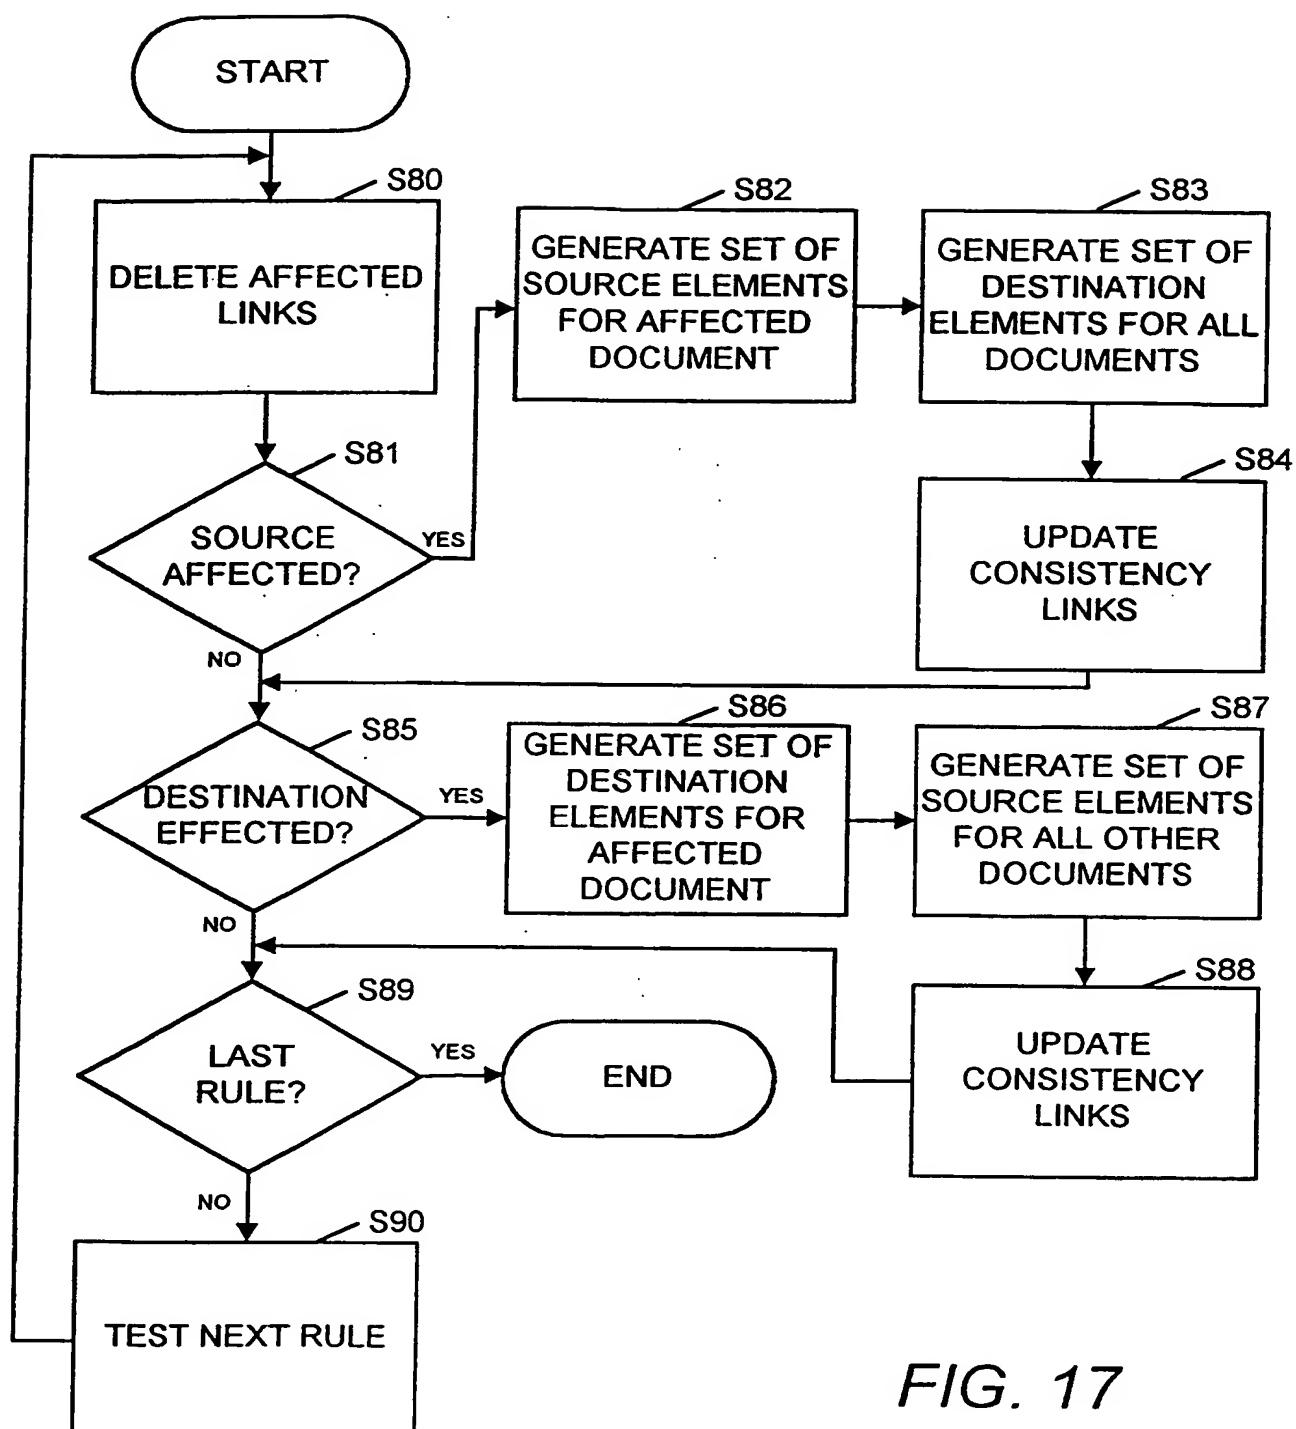 START
S80
DELETE AFFECTED
LINKS
S82
GENERATE SET OF
SOURCE ELEMENTS
FOR AFFECTED
DOCUMENT
S83
GENERATE SET OF
DESTINATION
ELEMENTS FOR ALL
DOCUMENTS
S81
SOURCE
AFFECTED?
YES
NO
S84
UPDATE
CONSISTENCY
LINKS
S85
DESTINATION
EFFECTED?
YES
NO
S86
GENERATE SET OF
DESTINATION
ELEMENTS FOR
AFFECTED
DOCUMENT
S87
GENERATE SET OF
SOURCE ELEMENTS
FOR ALL OTHER
DOCUMENTS
S88
UPDATE
CONSISTENCY
LINKS
S89
LAST
RULE?
YES
NO
END
S90
TEST NEXT RULE
FIG. 17